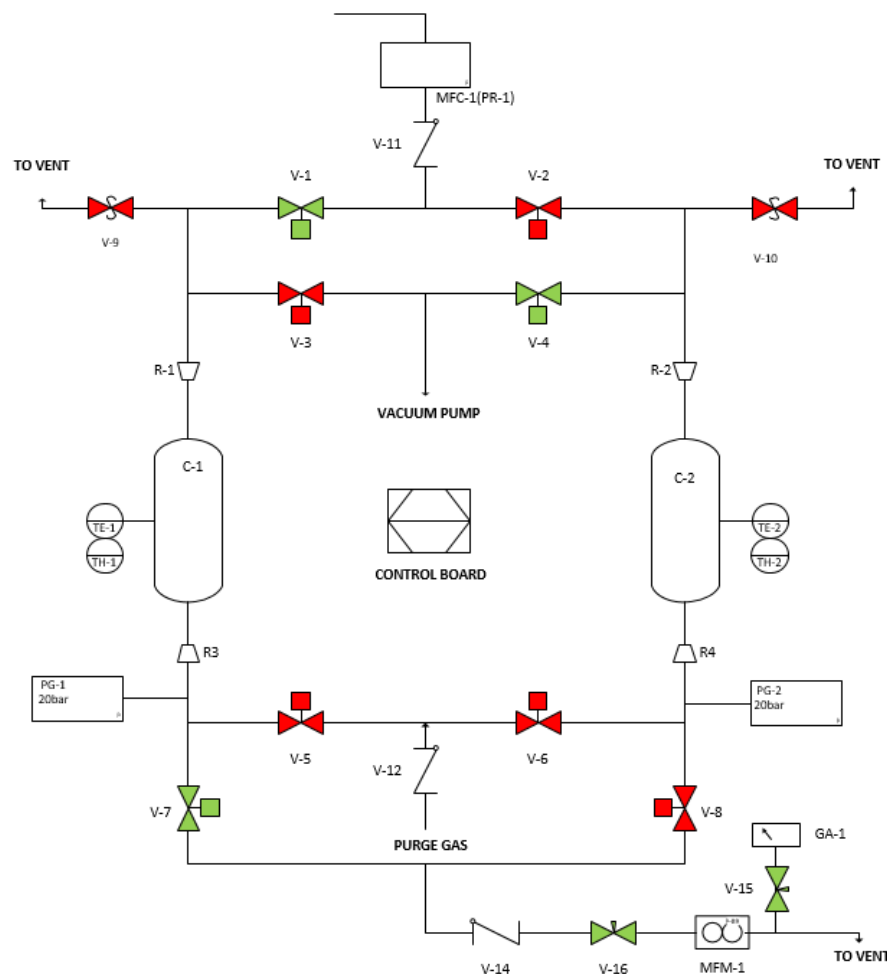 MFC-1(PR-1)
V-11
TO VENT
V-1
V-2
TO VENT
V-9
V-10
V-3
V-4
R-1
R-2
VACUUM PUMP
C-1
C-2
TE-1
TH-1
TE-2
TH-2
CONTROL BOARD
R3
R4
PG-1
20bar
PG-2
20bar
V-5
V-12
V-6
V-7
V-8
PURGE GAS
GA-1
V-15
V-14
V-16
MFM-1
TO VENT